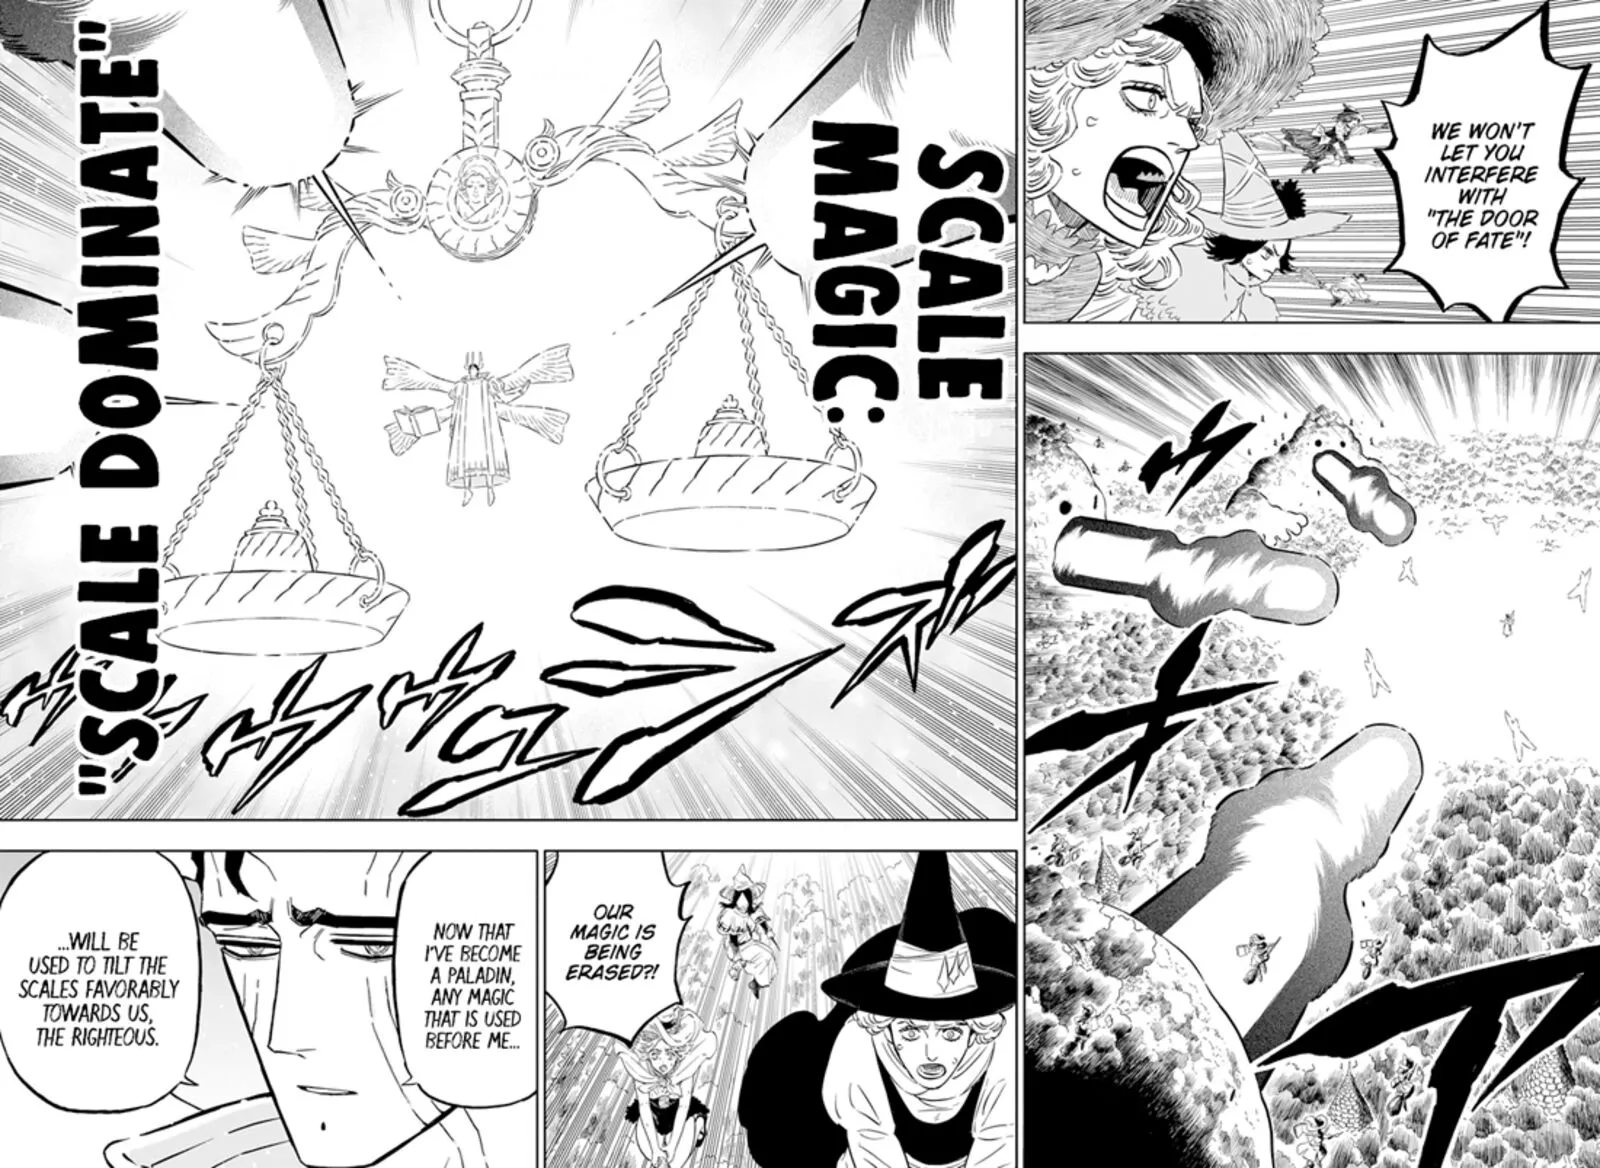 WE WON'T
LET YOU
INTERFERE
WITH
"THE DOOR
OF FATE"!
SCALE
MAGIC:
"SCALE DOMINATE"
OUR
MAGIC IS
BEING
ERASED?!
NOW THAT
I'VE BECOME
A PALADIN,
ANY MAGIC
THAT IS USED
BEFORE ME...
...WILL BE
USED TO TILT THE
SCALES FAVORABLY
TOWARDS US,
THE RIGHTEOUS.